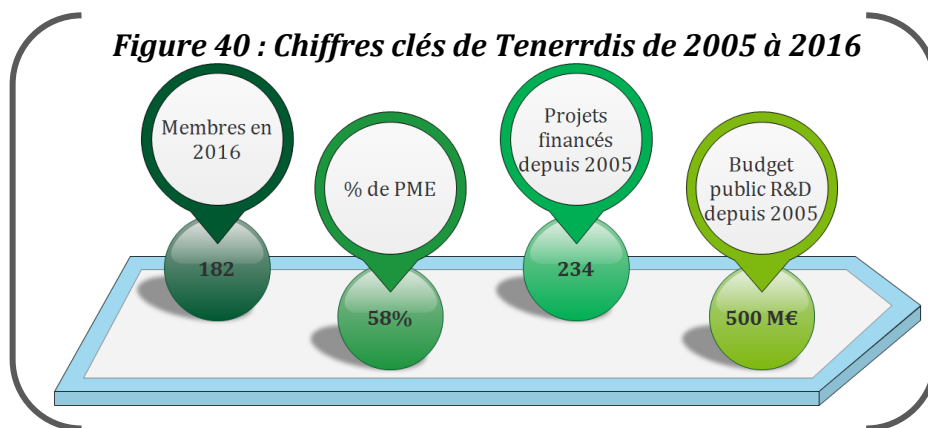 Figure 40 : Chiffres clés de Tenerrdis de 2005 à 2016
Membres en
2016
182
% de PME
58%
Projets
financés
depuis 2005
234
Budget
public R&D
depuis 2005
500 M€